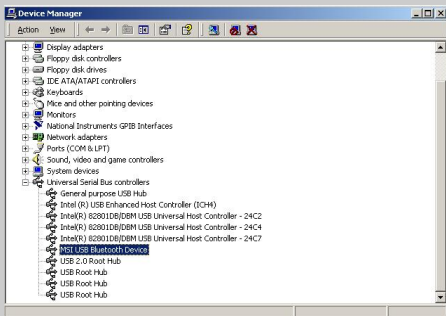 Device Manager
Action View
Display adapters
Floppy disk controllers
Floppy disk drives
IDE ATA/ATAPI controllers
Keyboards
Mice and other pointing devices
Monitors
National Instruments GPIB Interfaces
Network adapters
Ports (COM & LPT)
Sound, video and game controllers
System devices
Universal Serial Bus controllers
General purpose USB Hub
Intel (R) USB Enhanced Host Controller (ICH4)
Intel(R) 82801DB/DBM USB Universal Host Controller - 24C2
Intel(R) 82801DB/DBM USB Universal Host Controller - 24C4
Intel(R) 82801DB/DBM USB Universal Host Controller - 24C7
MSI USB Bluetooth Device
USB 2.0 Root Hub
USB Root Hub
USB Root Hub
USB Root Hub